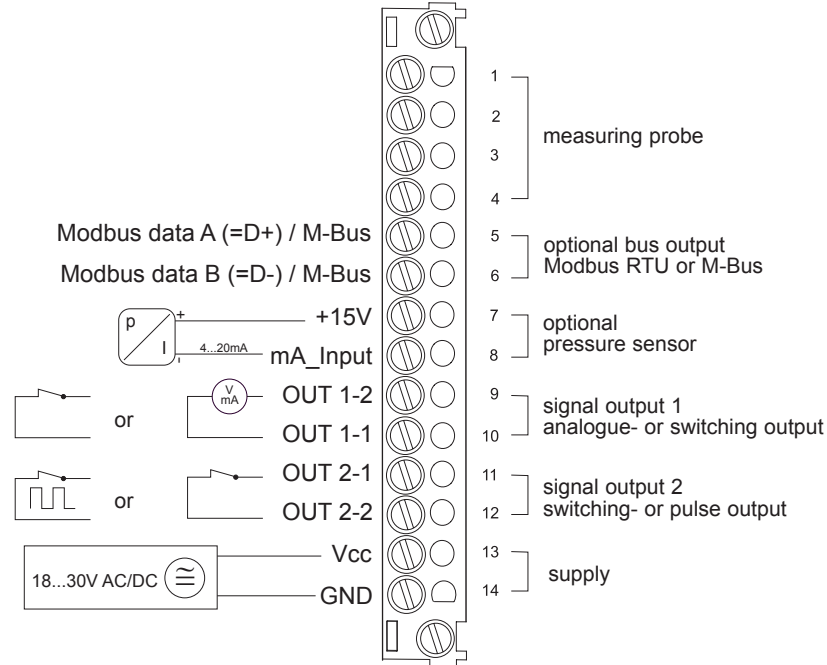 1
2
measuring probe
3
4
Modbus data A (=D+) / M-Bus
5
optional bus output
Modbus data B (=D-) / M-Bus
6
Modbus RTU or M-Bus
p
I
+
-
4...20mA
+15V
7
optional
mA_Input
8
pressure sensor
or
V
mA
OUT 1-2
9
signal output 1
OUT 1-1
10
analogue- or switching output
or
OUT 2-1
11
signal output 2
OUT 2-2
12
switching- or pulse output
18...30V AC/DC
Vcc
13
supply
GND
14